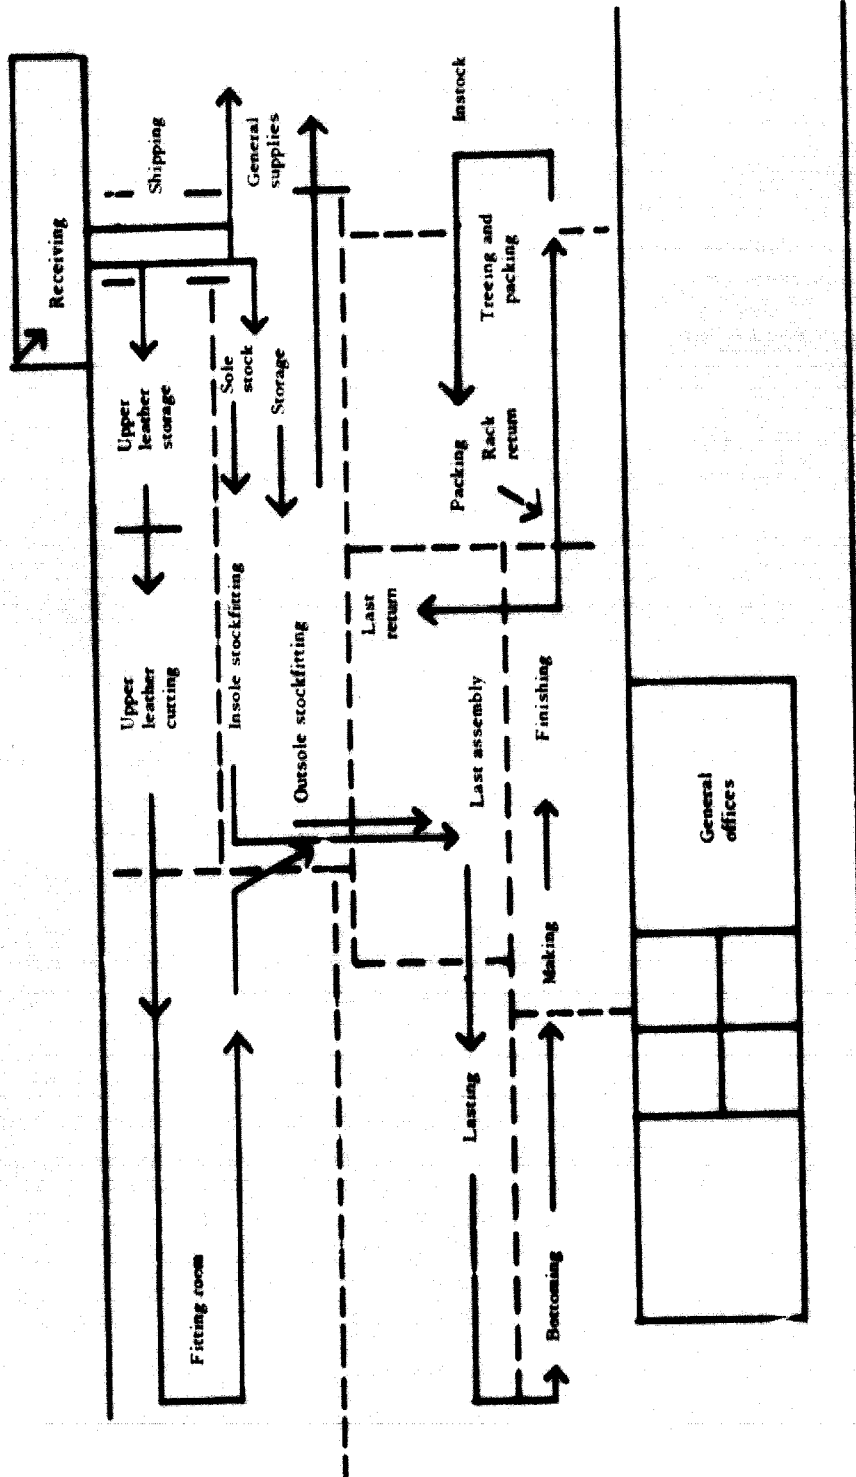 Receiving
Shipping
General
supplies
Instock
Upper
leather
storage
Sole
stock
Storage
Treeing and
packing
Packing
Rack
return
Upper
leather
cutting
Insole stockfitting
Outsole stockfitting
Last
return
Last assembly
Finishing
General
offices
Making
Lasting
Fitting room
Bottoming